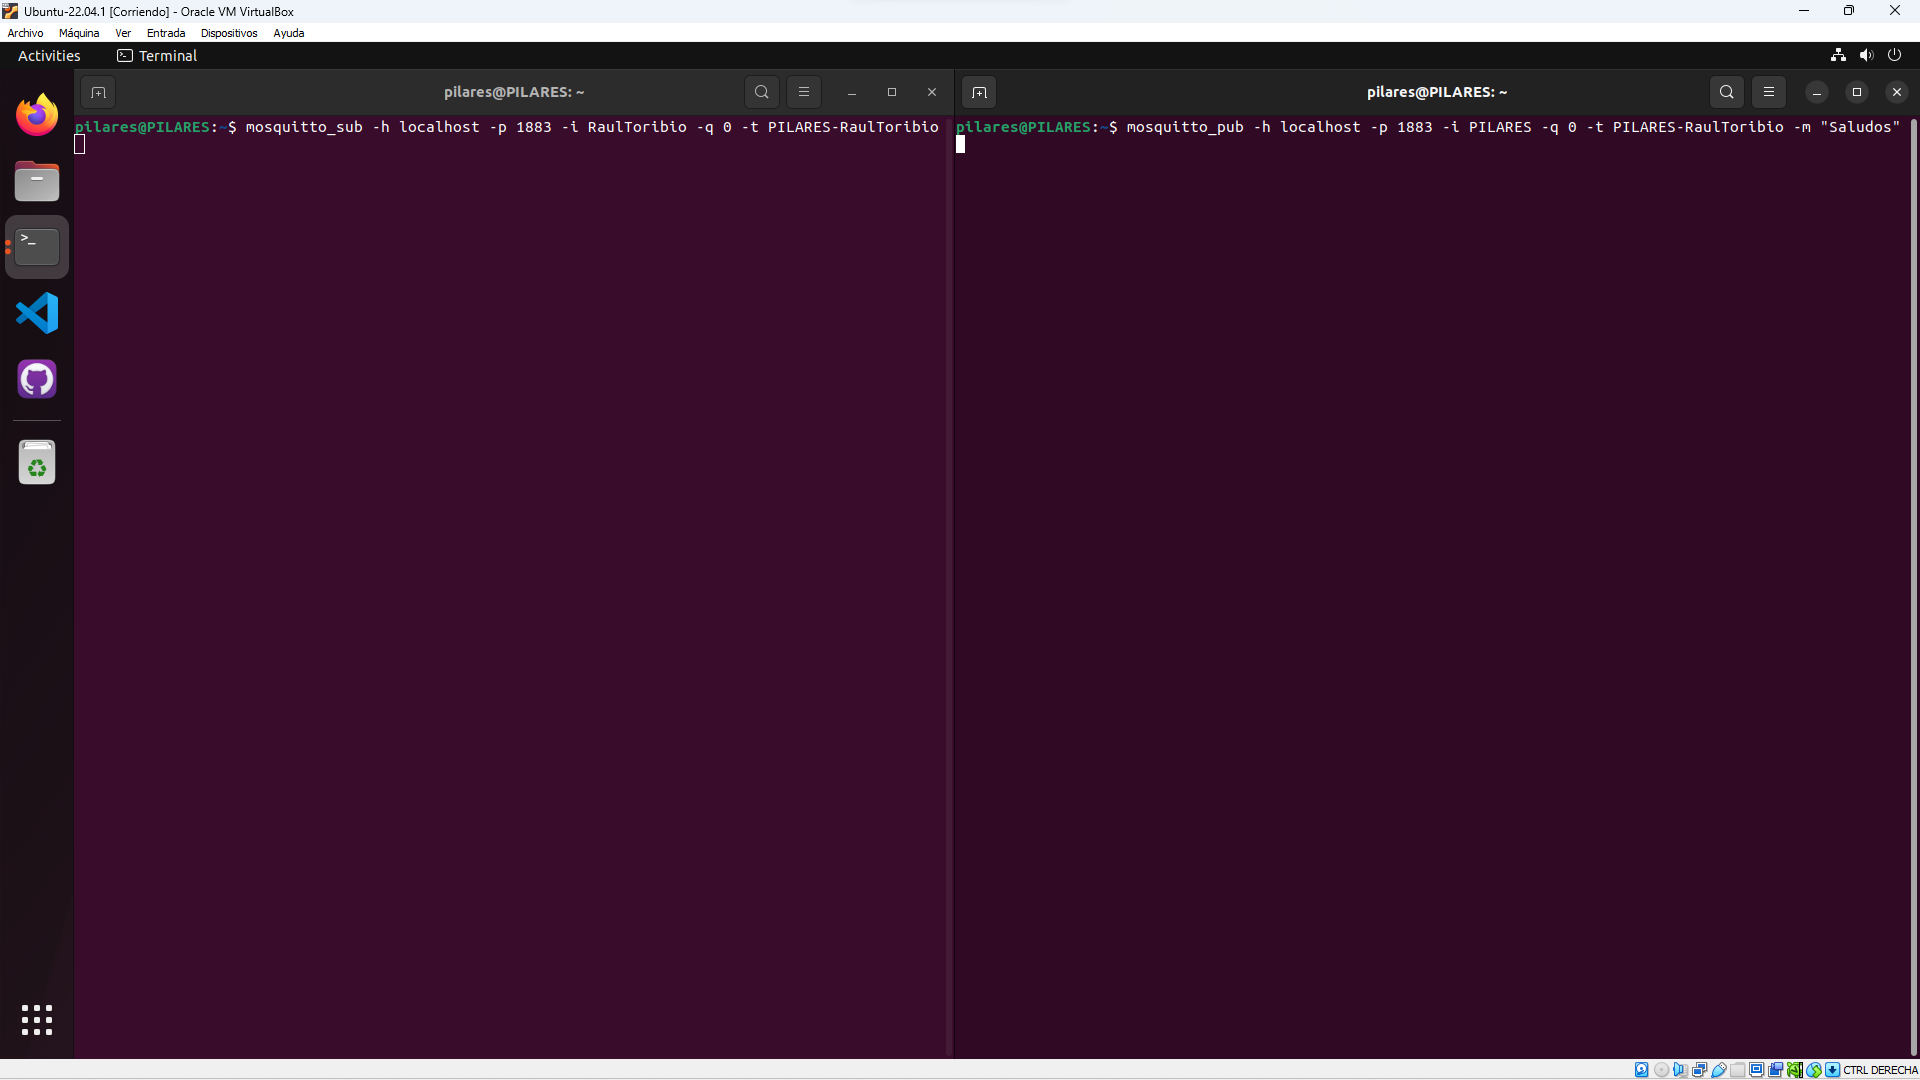 Ubuntu-22.04.1 [Corriendo] - Oracle VM VirtualBox
Archivo Máquina Ver Entrada Dispositivos Ayuda
Activities Terminal
pilares@PILARES: ~
pilares@PILARES:~$ mosquitto_sub -h localhost -p 1883 -i RaulToribio -q 0 -t PILARES-RaulToribio
pilares@PILARES: ~
pilares@PILARES:~$ mosquitto_pub -h localhost -p 1883 -i PILARES -q 0 -t PILARES-RaulToribio -m "Saludos"
CTRL DERECHA